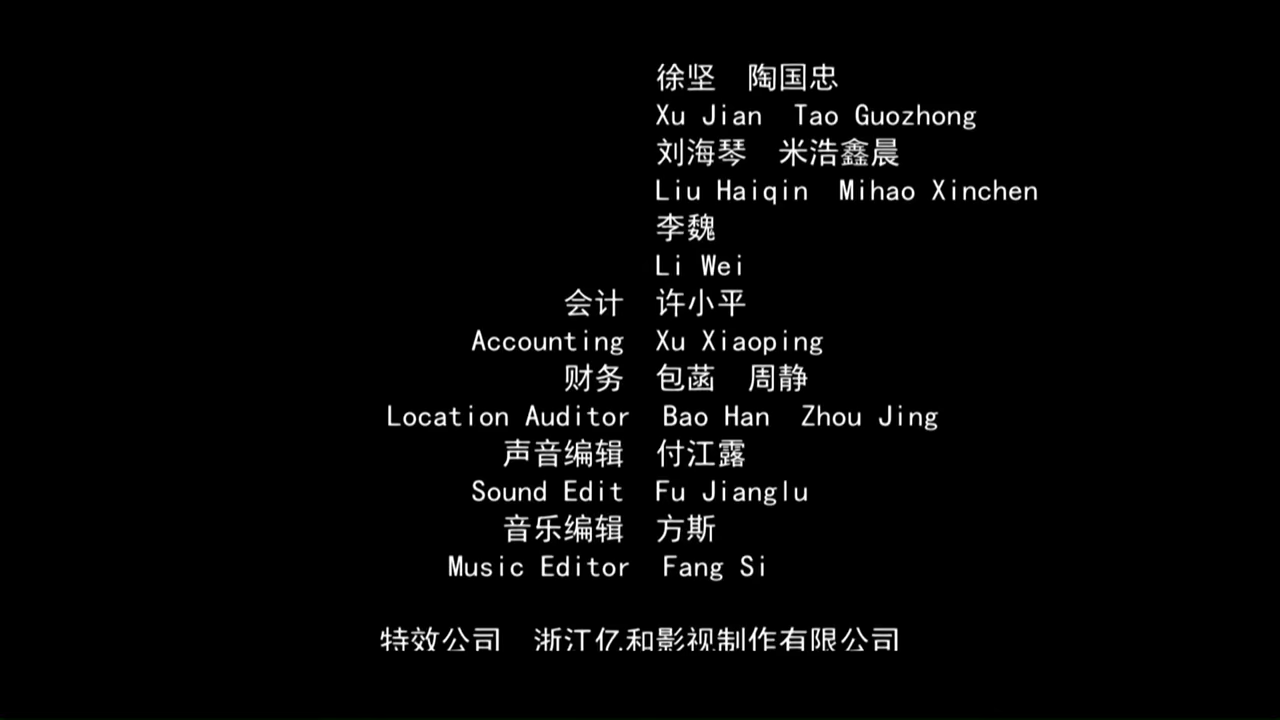 徐坚 陶国忠
Xu Jian Tao Guozhong
刘海琴 米浩鑫晨
Liu Haiqin Mihao Xinchen
李魏
Li Wei
会计 许小平
Accounting Xu Xiaoping
财务 包菡 周静
Location Auditor Bao Han Zhou Jing
声音编辑 付江露
Sound Edit Fu Jianglu
音乐编辑 方斯
Music Editor Fang Si
特效公司 浙江亿和影视制作有限公司